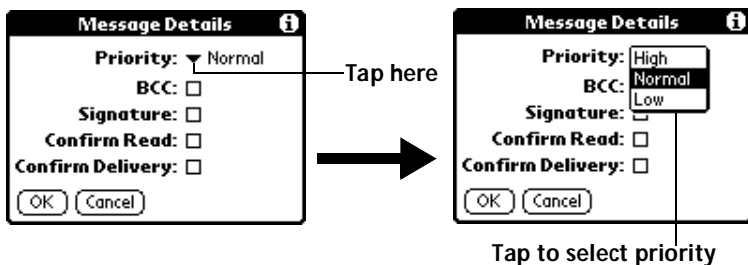 Message Details
Priority: Normal
BCC:
Signature:
Confirm Read:
Confirm Delivery:
OK Cancel
Tap here
Message Details
Priority: High
Normal
BCC:
Low
Signature:
Confirm Read:
Confirm Delivery:
OK Cancel
Tap to select priority